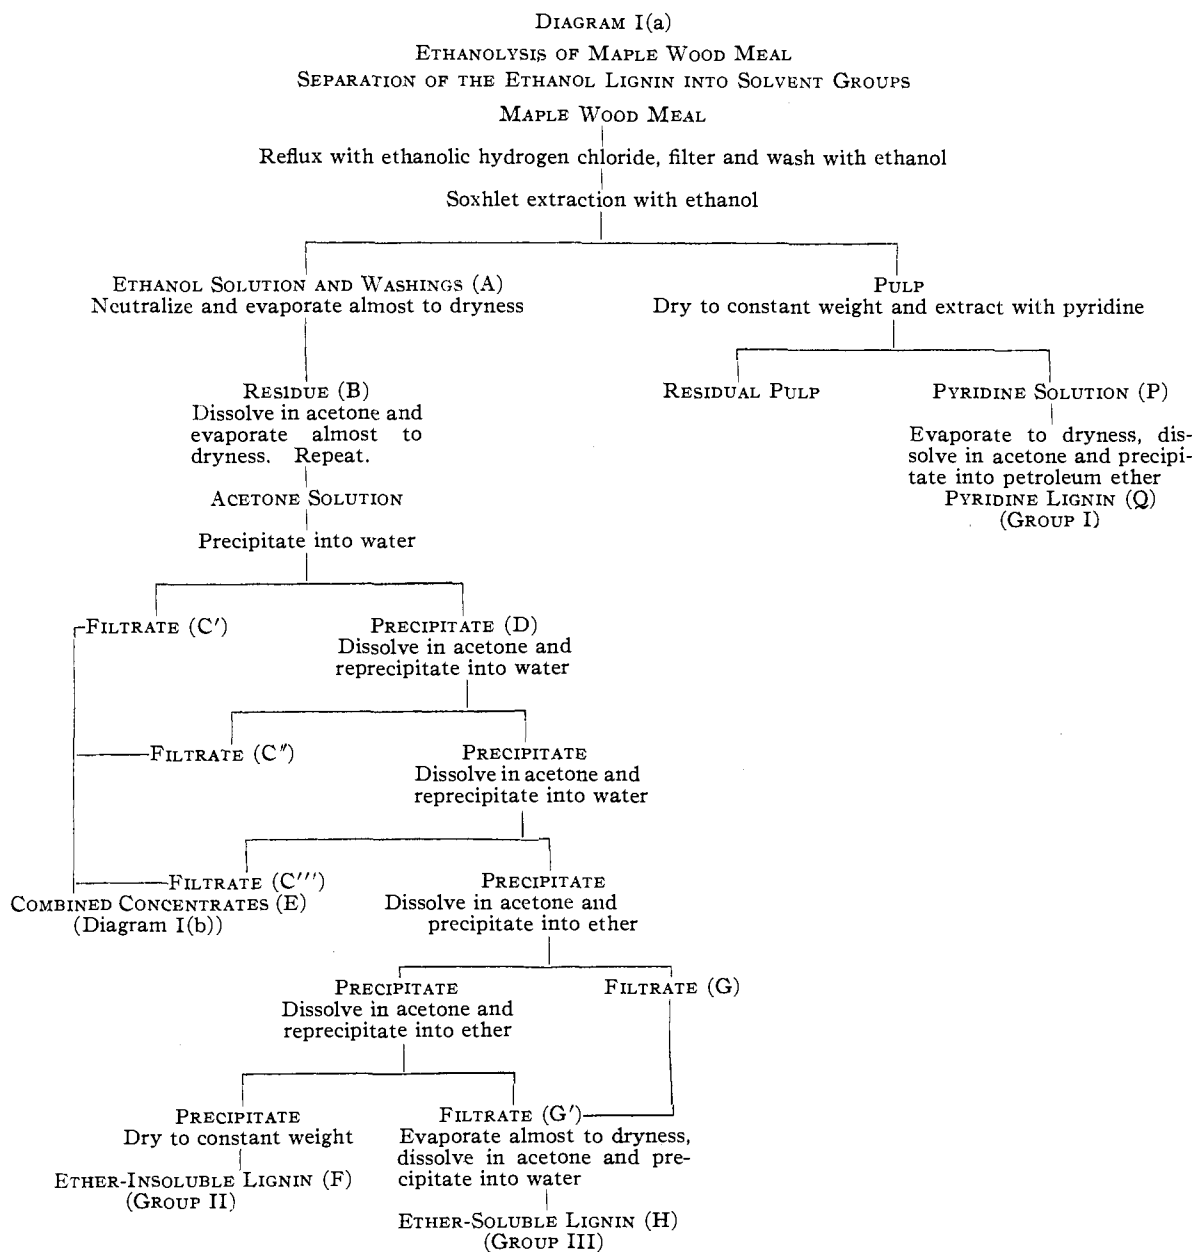 DIAGRAM I(a)
ETHANOLYSIS OF MAPLE WOOD MEAL
SEPARATION OF THE ETHANOL LIGNIN INTO SOLVENT GROUPS
MAPLE WOOD MEAL
Reflux with ethanolic hydrogen chloride, filter and wash with ethanol
Soxhlet extraction with ethanol
ETHANOL SOLUTION AND WASHINGS (A)
Neutralize and evaporate almost to dryness
PULP
Dry to constant weight and extract with pyridine
RESIDUE (B)
Dissolve in acetone and
evaporate almost to
dryness. Repeat.
RESIDUAL PULP
PYRIDINE SOLUTION (P)
Evaporate to dryness, dis-
solve in acetone and precipi-
tate into petroleum ether
PYRIDINE LIGNIN (Q)
(GROUP I)
ACETONE SOLUTION
Precipitate into water
FILTRATE (C′)
PRECIPITATE (D)
Dissolve in acetone and
reprecipitate into water
FILTRATE (C″)
PRECIPITATE
Dissolve in acetone and
reprecipitate into water
FILTRATE (C‴)
COMBINED CONCENTRATES (E)
(Diagram I(b))
PRECIPITATE
Dissolve in acetone and
precipitate into ether
PRECIPITATE
Dissolve in acetone and
reprecipitate into ether
FILTRATE (G)
PRECIPITATE
Dry to constant weight
ETHER-INSOLUBLE LIGNIN (F)
(GROUP II)
FILTRATE (G′)
Evaporate almost to dryness,
dissolve in acetone and pre-
cipitate into water
ETHER-SOLUBLE LIGNIN (H)
(GROUP III)